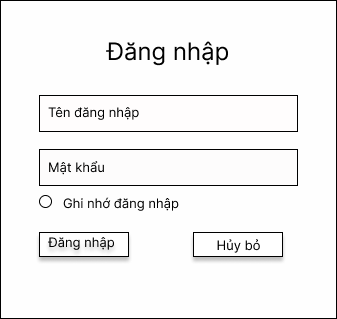 Đăng nhập
Tên đăng nhập
Mật khẩu
Ghi nhớ đăng nhập
Đăng nhập
Hủy bỏ